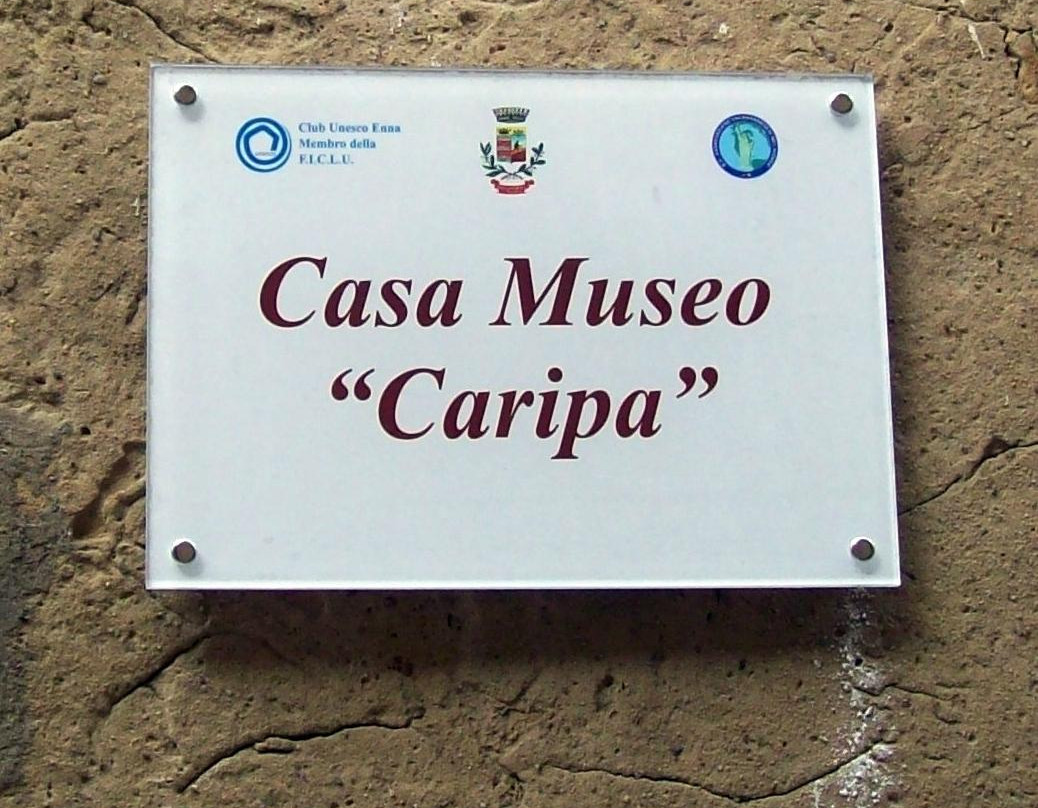 Club Unesco Enna
Membro della
F.I.C.L.U.
Casa Museo
“Caripa”